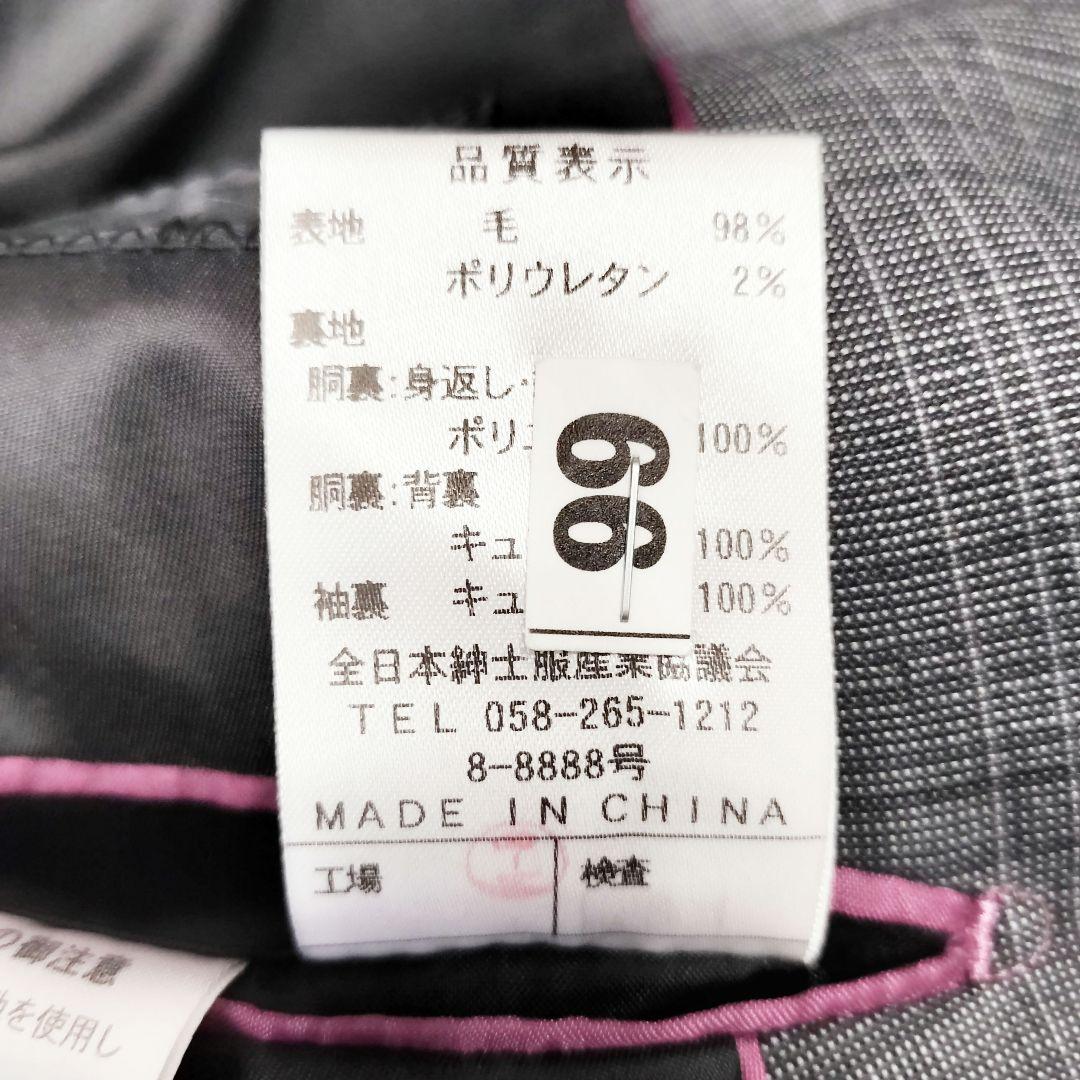 品質表示
表地 毛 98%
ポリウレタン 2%
裏地
胴裏:身返し・
ポリ 100%
胴裏:背裏
キュ 100%
袖裏 キュ 100%
全日本紳士服産業協議会
TEL 058-265-1212
8-8888号
MADE IN CHINA
工場 検査
66
の御注意
を使用し